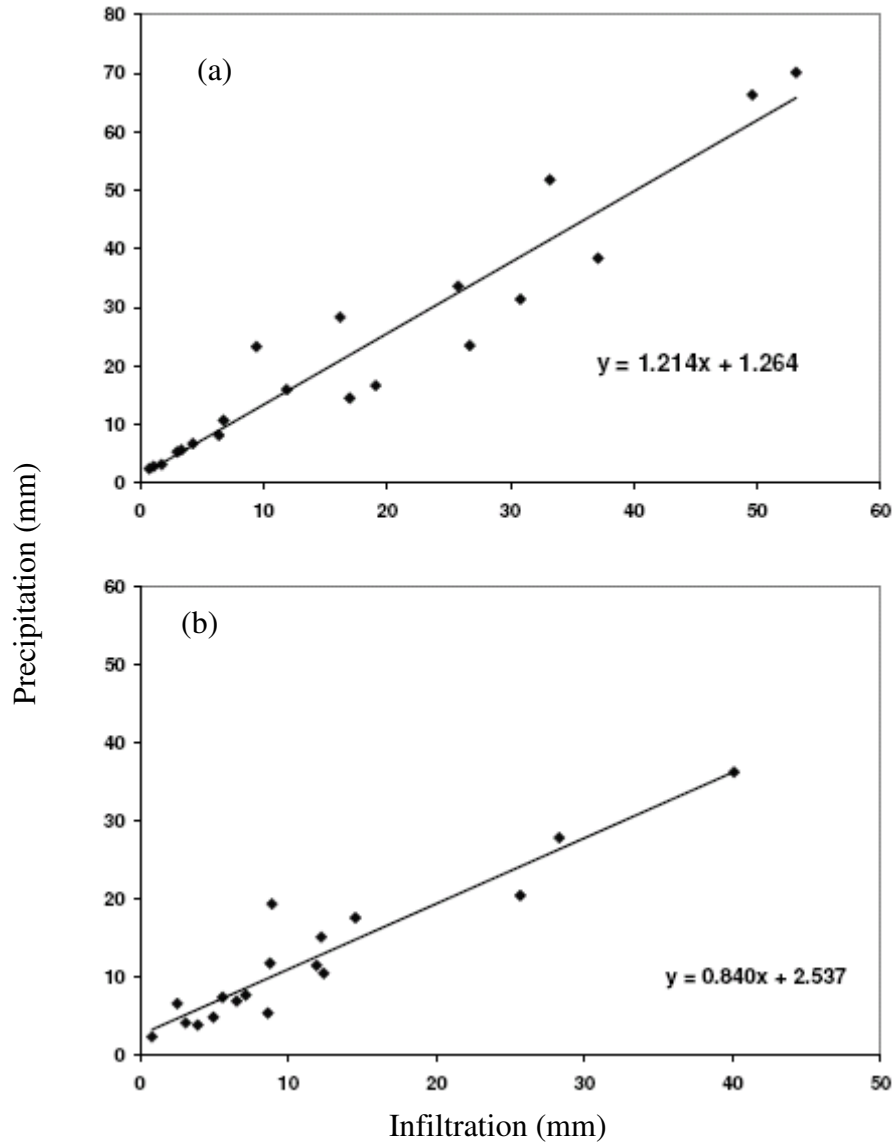 80
(a)
70
60
50
40
30
y = 1.214x + 1.264
20
10
0
0 10 20 30 40 50 60
Precipitation (mm)
60
(b)
50
40
30
20
10
y = 0.840x + 2.537
0
0 10 20 30 40 50
Infiltration (mm)